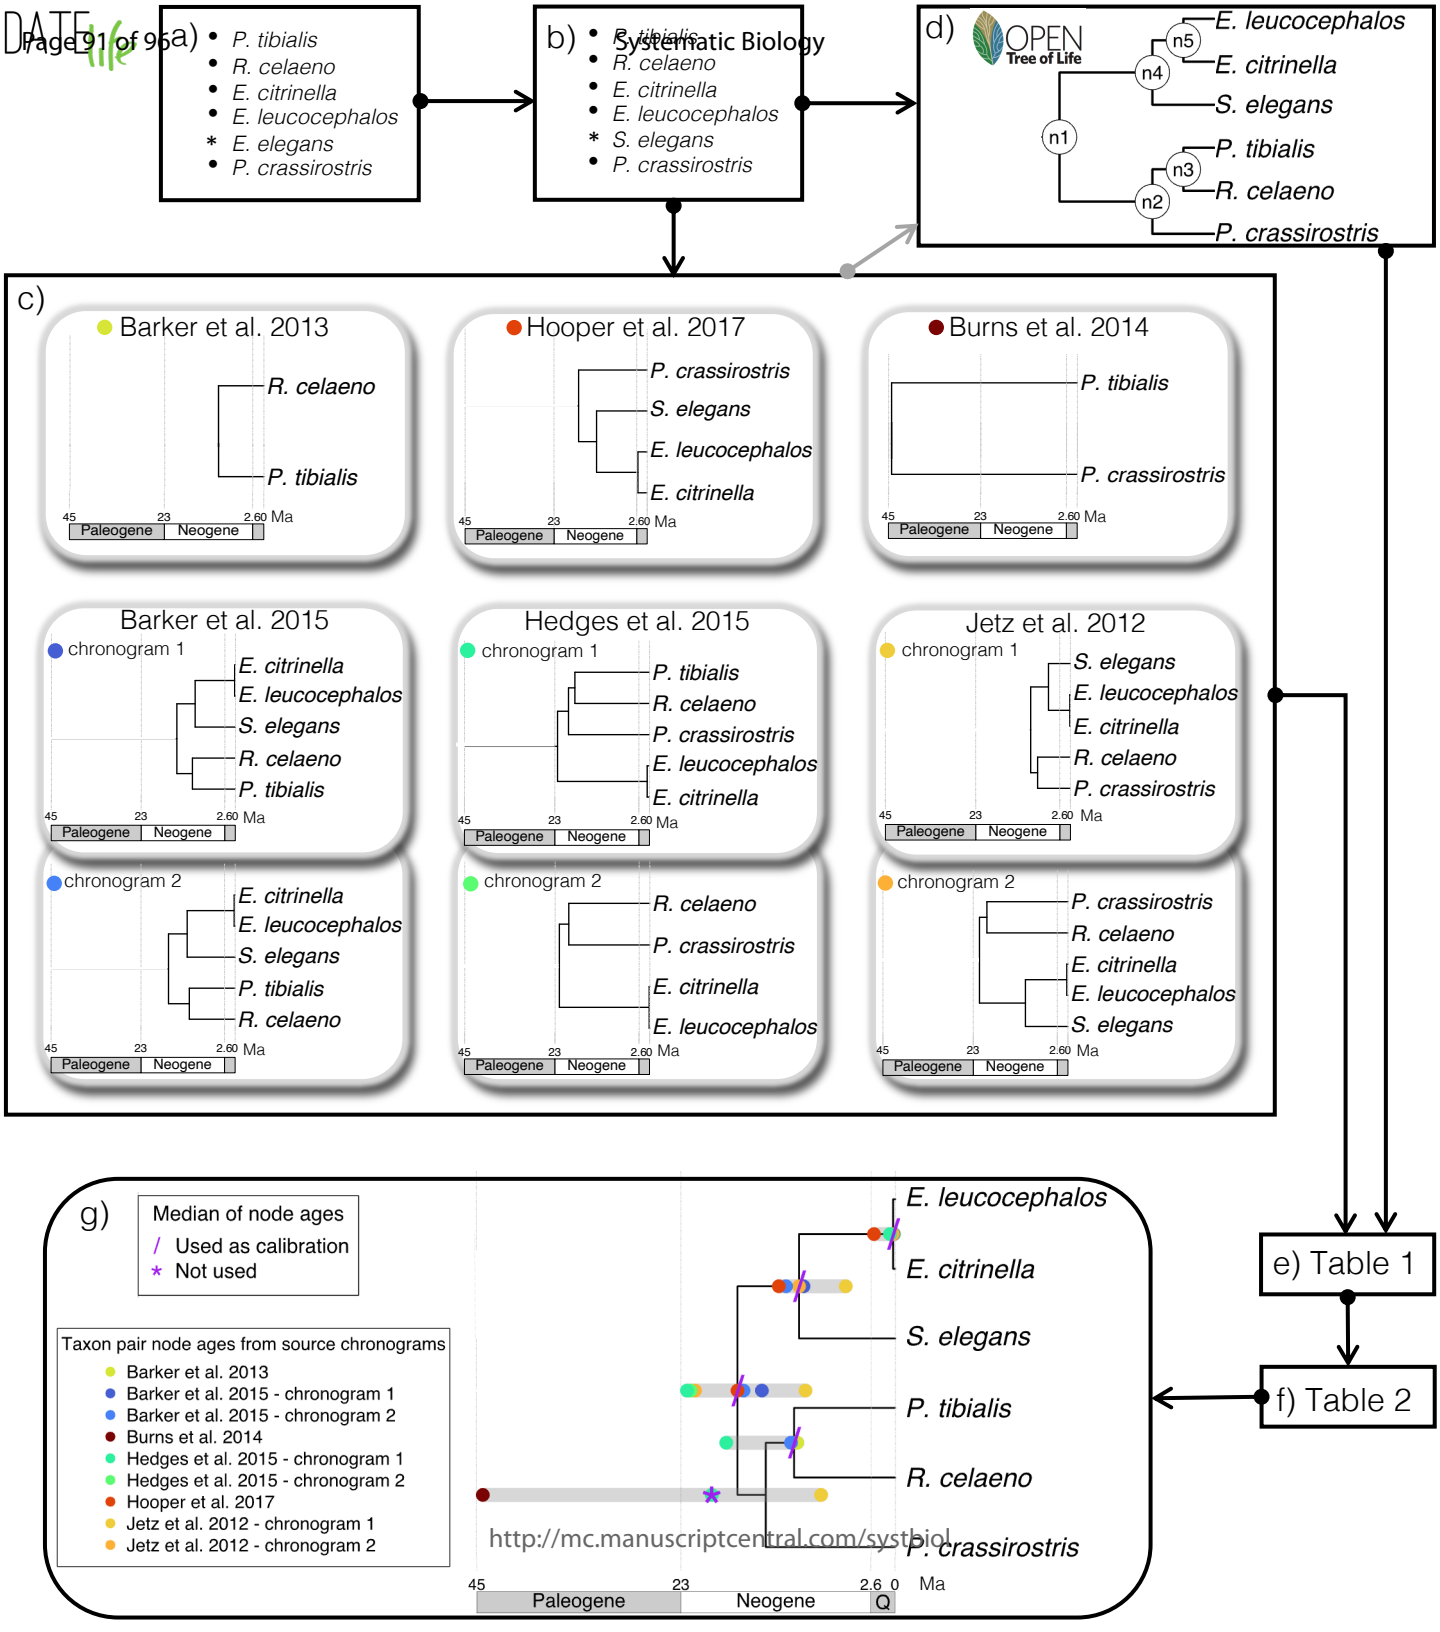 DATE
life
Page 91 of 96
Systematic Biology
a)
P. tibialis
R. celaeno
E. citrinella
E. leucocephalos
* E. elegans
P. crassirostris
b)
P. tibialis
R. celaeno
E. citrinella
E. leucocephalos
* S. elegans
P. crassirostris
d)
OPEN
Tree of Life
E. leucocephalos
n5
E. citrinella
n4
S. elegans
n1
P. tibialis
n3
R. celaeno
n2
P. crassirostris
c)
Barker et al. 2013
R. celaeno
P. tibialis
45 23 2.60 Ma
Paleogene Neogene
Hooper et al. 2017
P. crassirostris
S. elegans
E. leucocephalos
E. citrinella
45 23 2.60 Ma
Paleogene Neogene
Burns et al. 2014
P. tibialis
P. crassirostris
45 23 2.60 Ma
Paleogene Neogene
Barker et al. 2015
chronogram 1
E. citrinella
E. leucocephalos
S. elegans
R. celaeno
P. tibialis
45 23 2.60 Ma
Paleogene Neogene
chronogram 2
E. citrinella
E. leucocephalos
S. elegans
P. tibialis
R. celaeno
45 23 2.60 Ma
Paleogene Neogene
Hedges et al. 2015
chronogram 1
P. tibialis
R. celaeno
P. crassirostris
E. leucocephalos
E. citrinella
45 23 2.60 Ma
Paleogene Neogene
chronogram 2
R. celaeno
P. crassirostris
E. citrinella
E. leucocephalos
45 23 2.60 Ma
Paleogene Neogene
Jetz et al. 2012
chronogram 1
S. elegans
E. leucocephalos
E. citrinella
R. celaeno
P. crassirostris
45 23 2.60 Ma
Paleogene Neogene
chronogram 2
P. crassirostris
R. celaeno
E. citrinella
E. leucocephalos
S. elegans
45 23 2.60 Ma
Paleogene Neogene
e) Table 1
f) Table 2
g)
Median of node ages
/ Used as calibration
* Not used
Taxon pair node ages from source chronograms
Barker et al. 2013
Barker et al. 2015 - chronogram 1
Barker et al. 2015 - chronogram 2
Burns et al. 2014
Hedges et al. 2015 - chronogram 1
Hedges et al. 2015 - chronogram 2
Hooper et al. 2017
Jetz et al. 2012 - chronogram 1
Jetz et al. 2012 - chronogram 2
E. leucocephalos
E. citrinella
S. elegans
P. tibialis
R. celaeno
P. crassirostris
http://mc.manuscriptcentral.com/systbiol
45 23 2.6 0 Ma
Paleogene Neogene Q